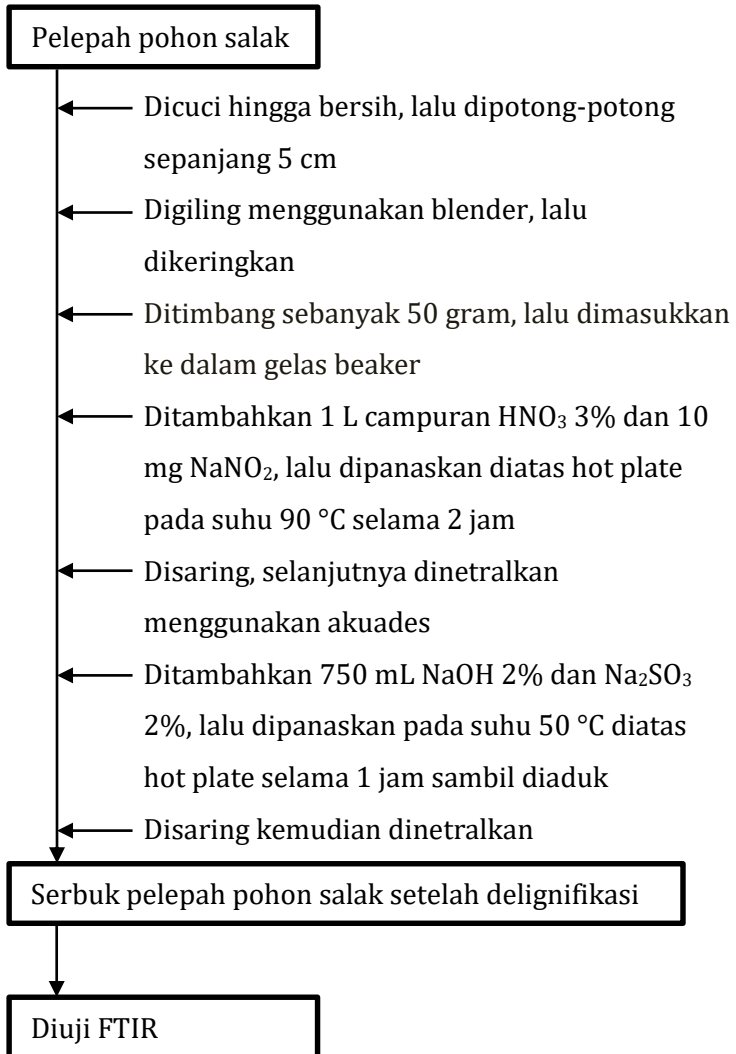 Pelepah pohon salak
Dicuci hingga bersih, lalu dipotong-potong
sepanjang 5 cm
Digiling menggunakan blender, lalu
dikeringkan
Ditimbang sebanyak 50 gram, lalu dimasukkan
ke dalam gelas beaker
Ditambahkan 1 L campuran HNO₃ 3% dan 10
mg NaNO₂, lalu dipanaskan diatas hot plate
pada suhu 90 °C selama 2 jam
Disaring, selanjutnya dinetralkan
menggunakan akuades
Ditambahkan 750 mL NaOH 2% dan Na₂SO₃
2%, lalu dipanaskan pada suhu 50 °C diatas
hot plate selama 1 jam sambil diaduk
Disaring kemudian dinetralkan
Serbuk pelepah pohon salak setelah delignifikasi
Diuji FTIR